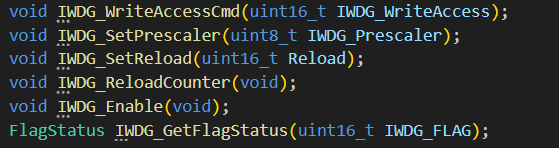 void IWDG_WriteAccessCmd(uint16_t IWDG_WriteAccess);
void IWDG_SetPrescaler(uint8_t IWDG_Prescaler);
void IWDG_SetReload(uint16_t Reload);
void IWDG_ReloadCounter(void);
void IWDG_Enable(void);
FlagStatus IWDG_GetFlagStatus(uint16_t IWDG_FLAG);